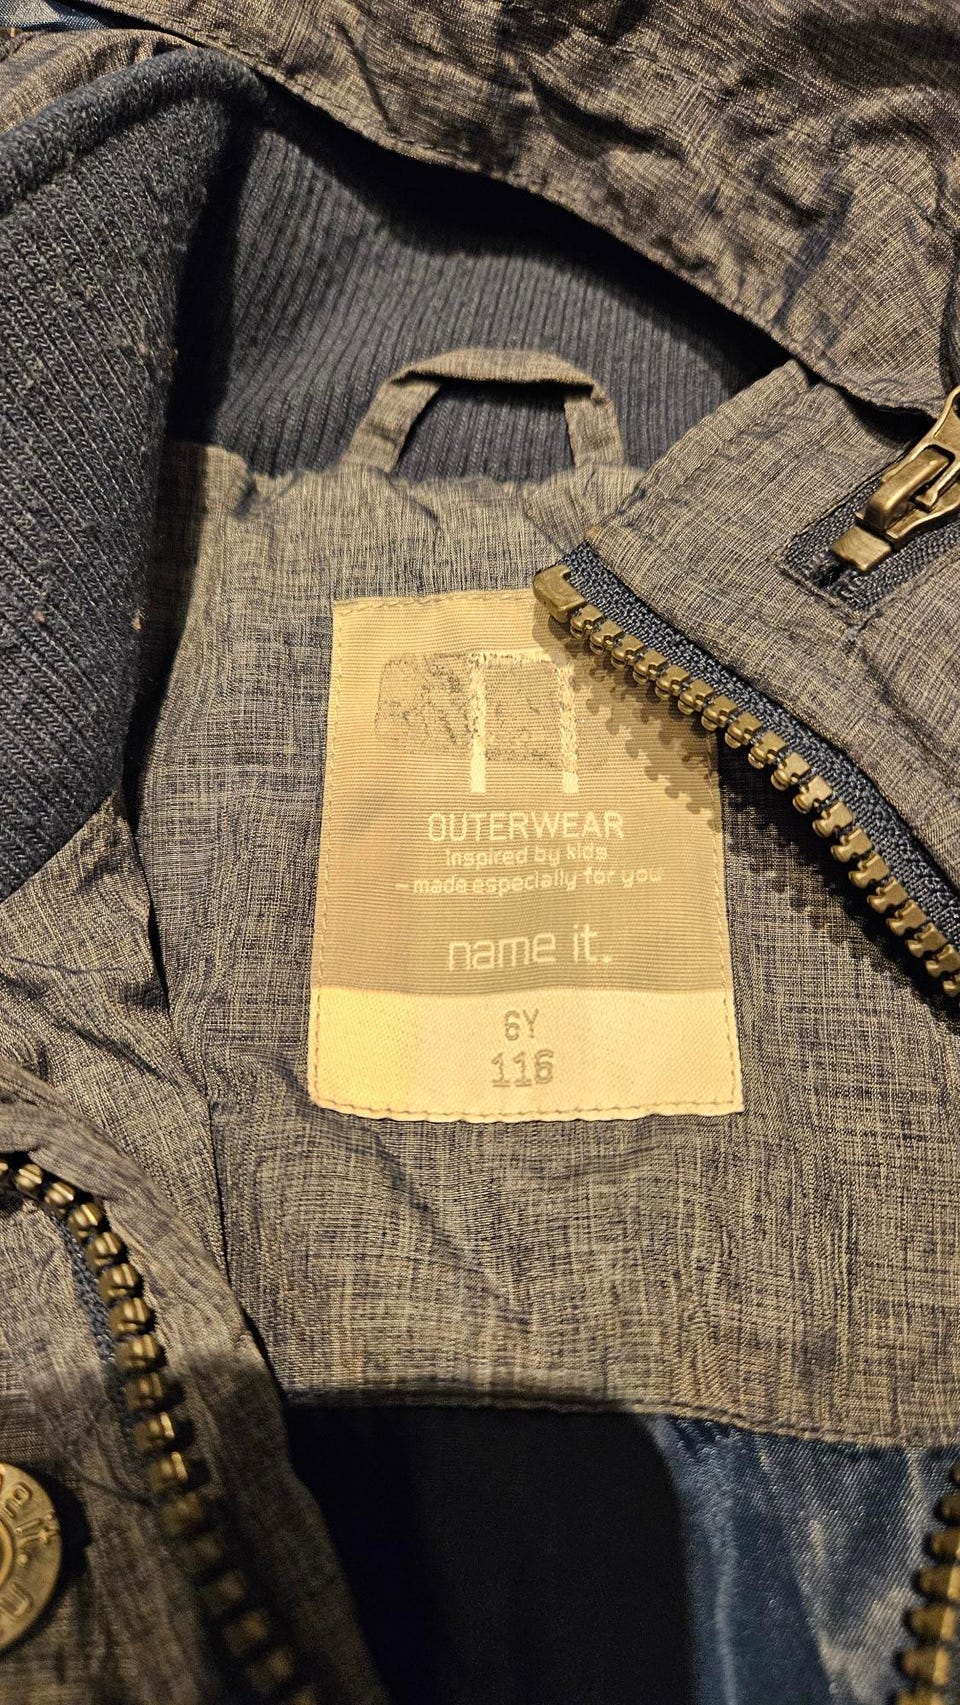 OUTERWEAR
inspired by kids
– made especially for you
name it.
6Y
116